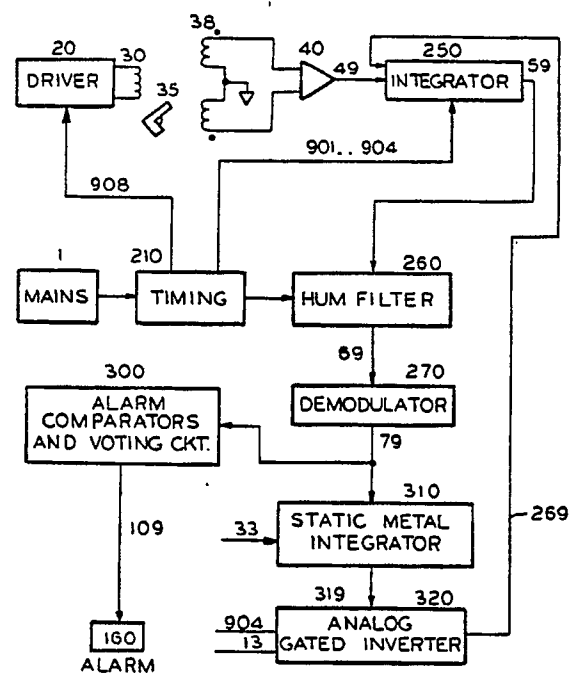 38
20
30
40
250
DRIVER
35
49
INTEGRATOR
59
901.. 904
908
1
210
260
MAINS
TIMING
HUM FILTER
69
300
270
ALARM
COMPARATORS
AND VOTING CKT.
DEMODULATOR
79
310
33
STATIC METAL
INTEGRATOR
269
109
319
320
904
13
ANALOG
GATED INVERTER
160
ALARM